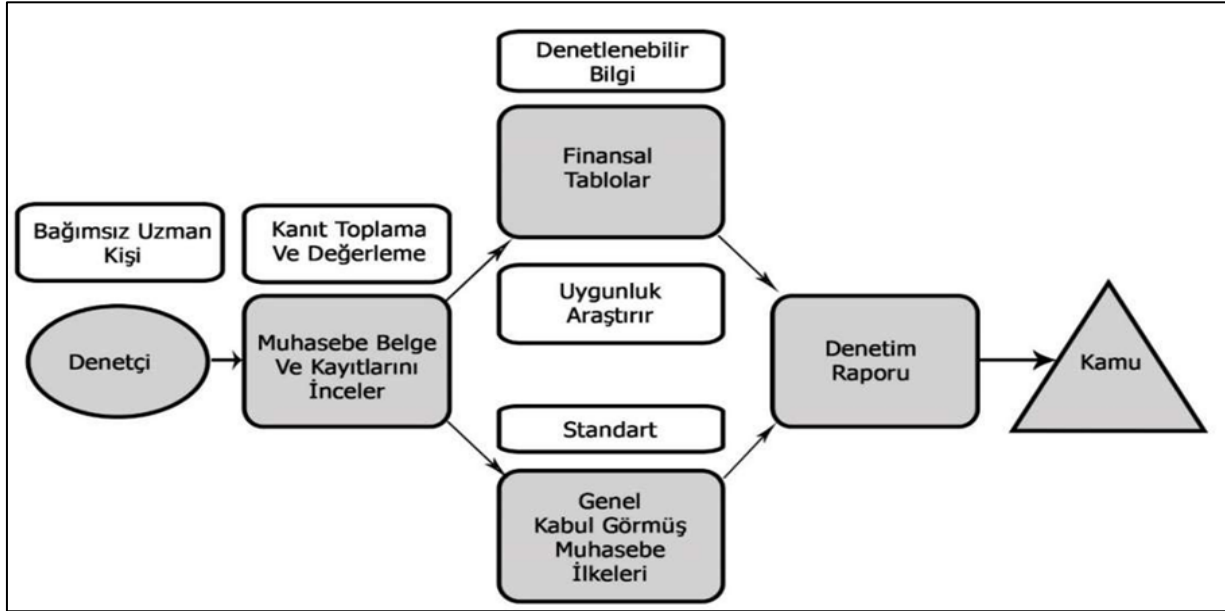 Denetlenebilir
Bilgi
Finansal
Tablolar
Bağımsız Uzman
Kişi
Kanıt Toplama
Ve Değerleme
Uygunluk
Araştırır
Denetçi
Muhasebe Belge
Ve Kayıtlarını
İnceler
Denetim
Raporu
Kamu
Standart
Genel
Kabul Görmüş
Muhasebe
İlkeleri